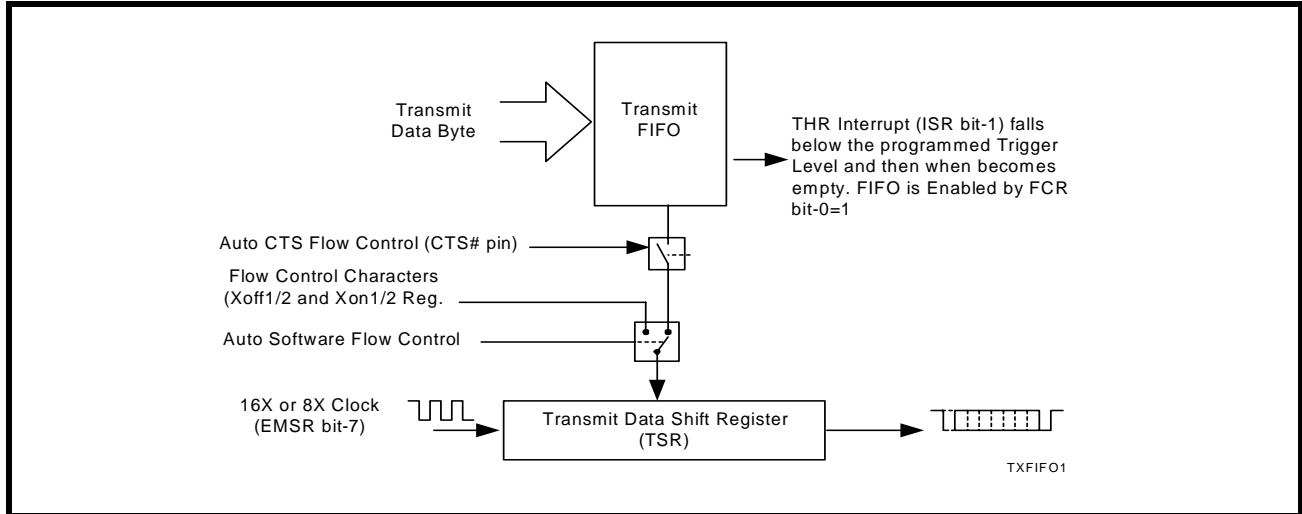 Transmit
Data Byte
Transmit
FIFO
THR Interrupt (ISR bit-1) falls
below the programmed Trigger
Level and then when becomes
empty. FIFO is Enabled by FCR
bit-0=1
Auto CTS Flow Control (CTS# pin)
Flow Control Characters
(Xoff1/2 and Xon1/2 Reg.
Auto Software Flow Control
16X or 8X Clock
(EMSR bit-7)
Transmit Data Shift Register
(TSR)
TXFIFO1